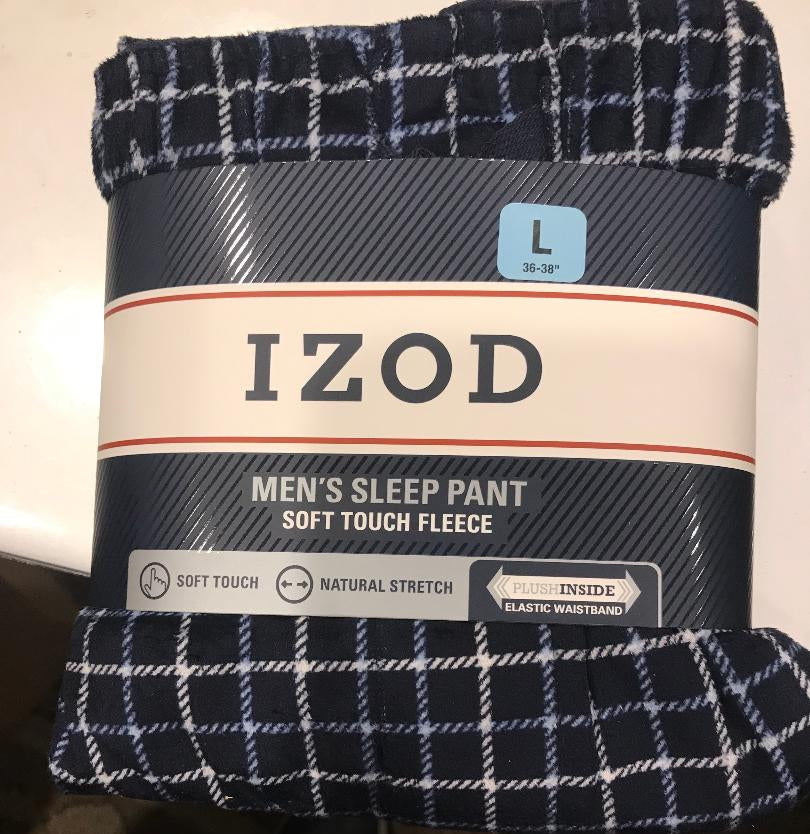 L
36-38"
IZOD
MEN'S SLEEP PANT
SOFT TOUCH FLEECE
SOFT TOUCH
NATURAL STRETCH
PLUSHINSIDE
ELASTIC WAISTBAND